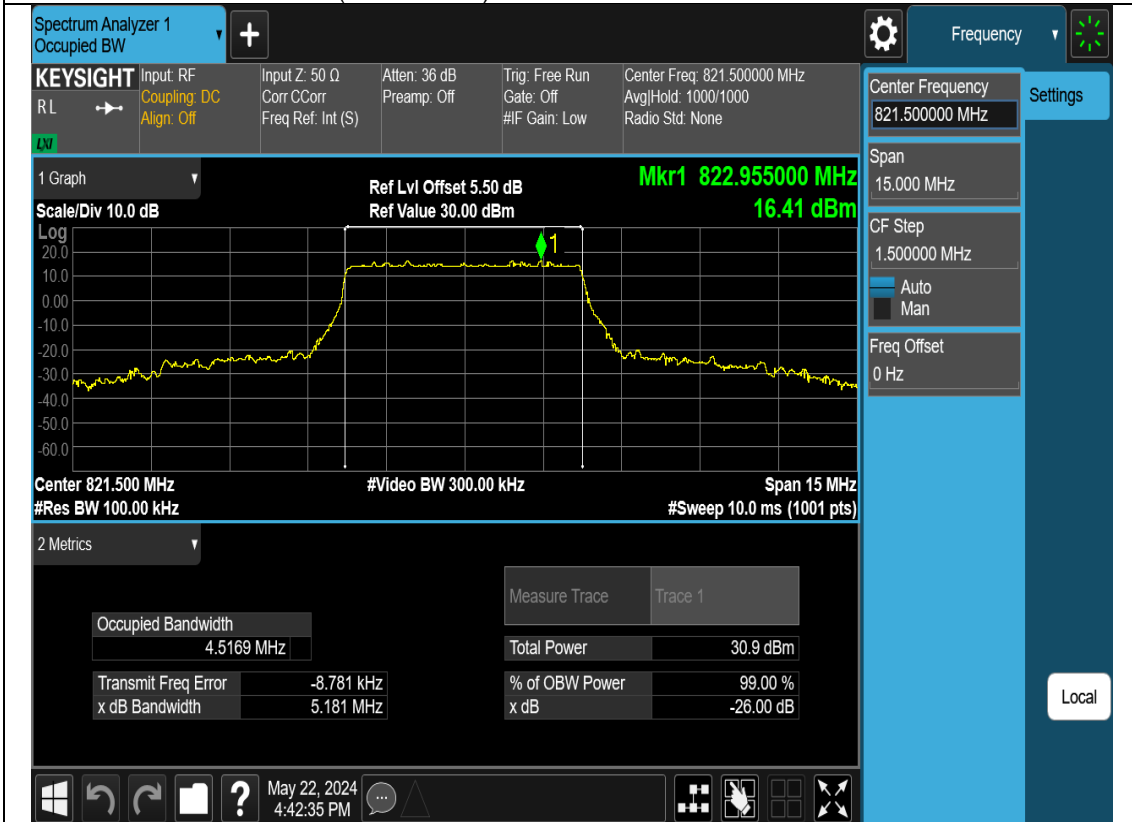 Spectrum Analyzer 1
Occupied BW
Frequency
KEYSIGHT
RL
LXI
Input: RF
Coupling: DC
Align: Off
Input Z: 50 Ω
Corr CCorr
Freq Ref: Int (S)
Atten: 36 dB
Preamp: Off
Trig: Free Run
Gate: Off
#IF Gain: Low
Center Freq: 821.500000 MHz
Avg|Hold: 1000/1000
Radio Std: None
Center Frequency
821.500000 MHz
Settings
Span
15.000 MHz
CF Step
1.500000 MHz
Auto
Man
Freq Offset
0 Hz
Local
1 Graph
Scale/Div 10.0 dB
Ref Lvl Offset 5.50 dB
Ref Value 30.00 dBm
Mkr1 822.955000 MHz
16.41 dBm
Log
1
20.0
10.0
0.00
-10.0
-20.0
-30.0
-40.0
-50.0
-60.0
Center 821.500 MHz
#Video BW 300.00 kHz
Span 15 MHz
#Res BW 100.00 kHz
#Sweep 10.0 ms (1001 pts)
2 Metrics
Measure Trace
Trace 1
Occupied Bandwidth
4.5169 MHz
Total Power
30.9 dBm
Transmit Freq Error
-8.781 kHz
% of OBW Power
99.00 %
x dB Bandwidth
5.181 MHz
x dB
-26.00 dB
May 22, 2024
4:42:35 PM